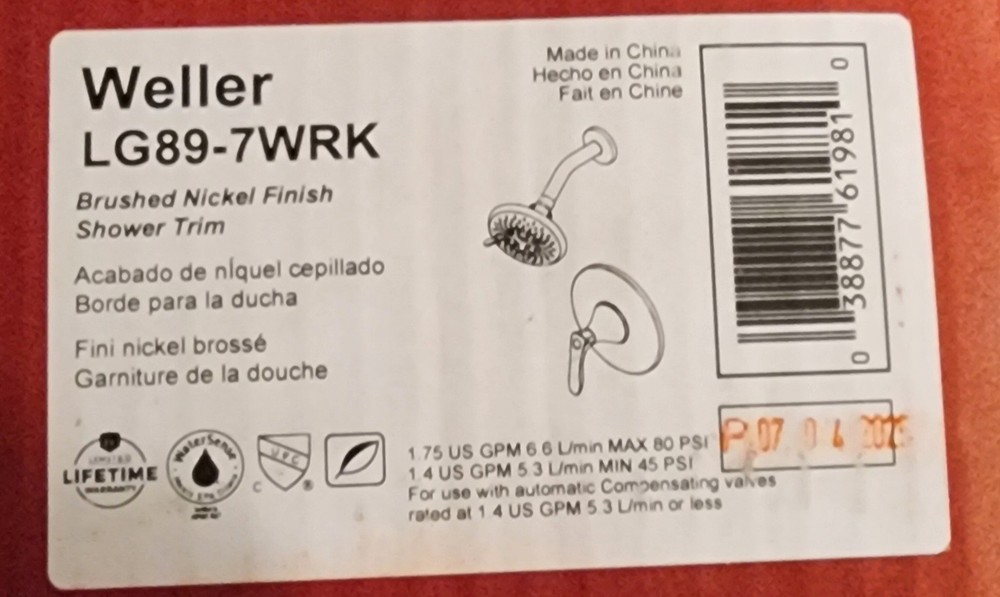 Weller
LG89-7WRK
Brushed Nickel Finish
Shower Trim
Acabado de níquel cepillado
Borde para la ducha
Fini nickel brossé
Garniture de la douche
Made in China
Hecho en China
Fait en Chine
0 38877 61981 0
LIMITED
LIFETIME
WARRANTY
WaterSense
UPC
C ®
1.75 US GPM 6 6 L/min MAX 80 PSI
1.4 US GPM 5 3 L/min MIN 45 PSI
For use with automatic Compensating valves
rated at 1 4 US GPM 5 3 L/min or less
P 07 0 4